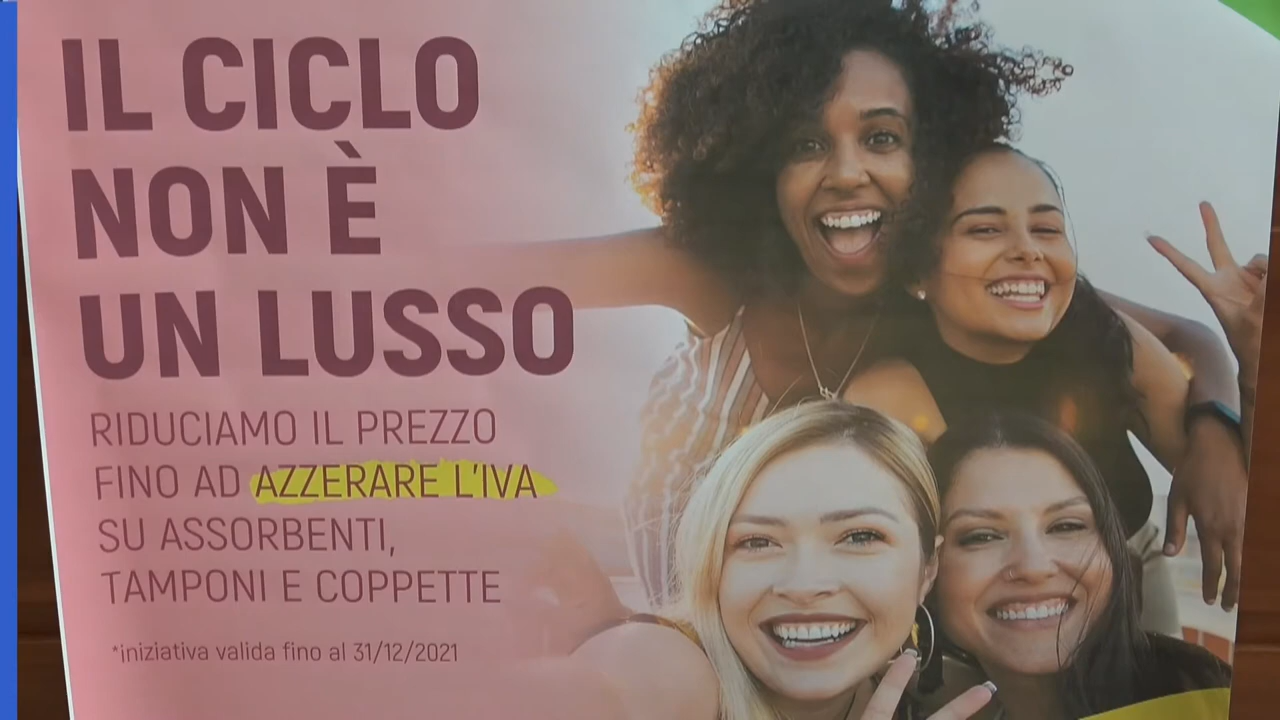 IL CICLO
NON È
UN LUSSO
RIDUCIAMO IL PREZZO
FINO AD AZZERARE L'IVA
SU ASSORBENTI,
TAMPONI E COPPETTE
*iniziativa valida fino al 31/12/2021